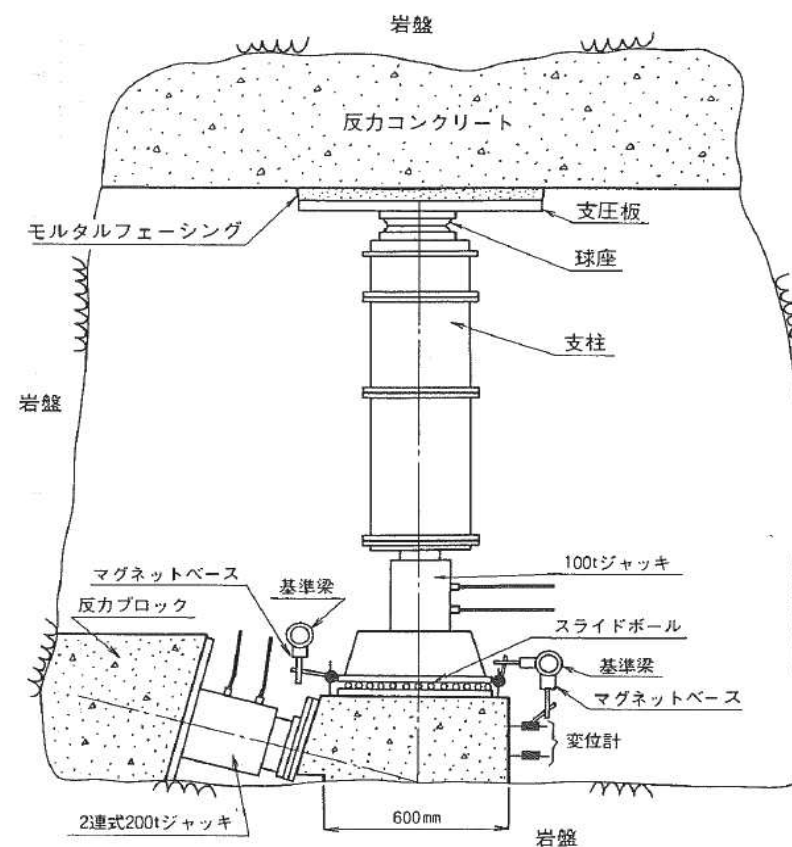 岩盤
反力コンクリート
モルタルフェーシング
支圧板
球座
支柱
岩盤
100tジャッキ
マグネットベース
基準梁
反力ブロック
スライドボール
基準梁
マグネットベース
変位計
2連式200tジャッキ
600mm
岩盤